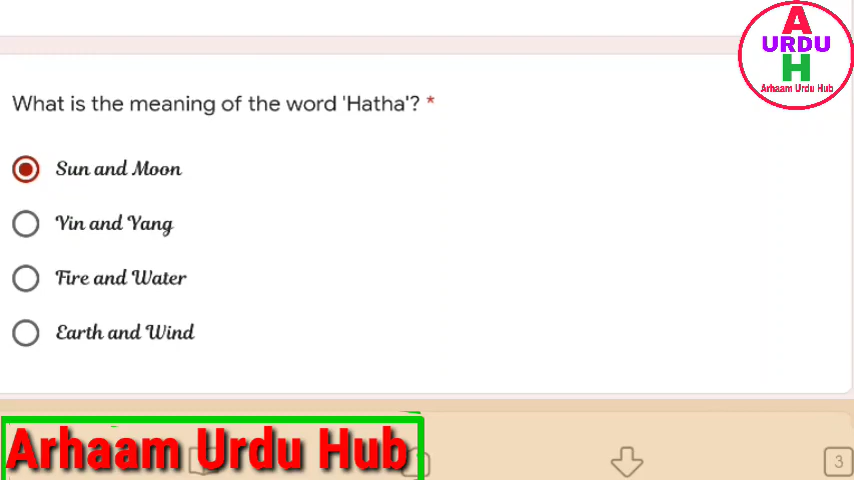 A
URDU
H
Arhaam Urdu Hub
What is the meaning of the word 'Hatha'? *
Sun and Moon
Yin and Yang
Fire and Water
Earth and Wind
Arhaam Urdu Hub
3